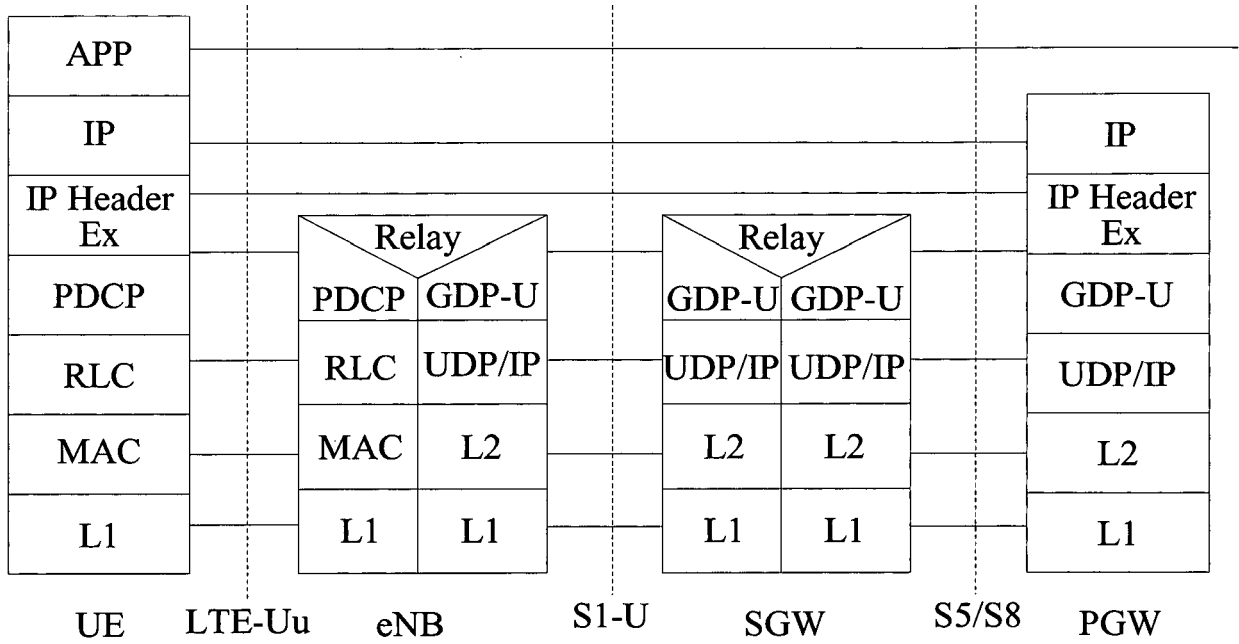 APP
IP
IP Header
Ex
PDCP
RLC
MAC
L1
UE
LTE-Uu
Relay
PDCP GDP-U
RLC UDP/IP
MAC L2
L1 L1
eNB
S1-U
Relay
GDP-U GDP-U
UDP/IP UDP/IP
L2 L2
L1 L1
SGW
S5/S8
IP
IP Header
Ex
GDP-U
UDP/IP
L2
L1
PGW